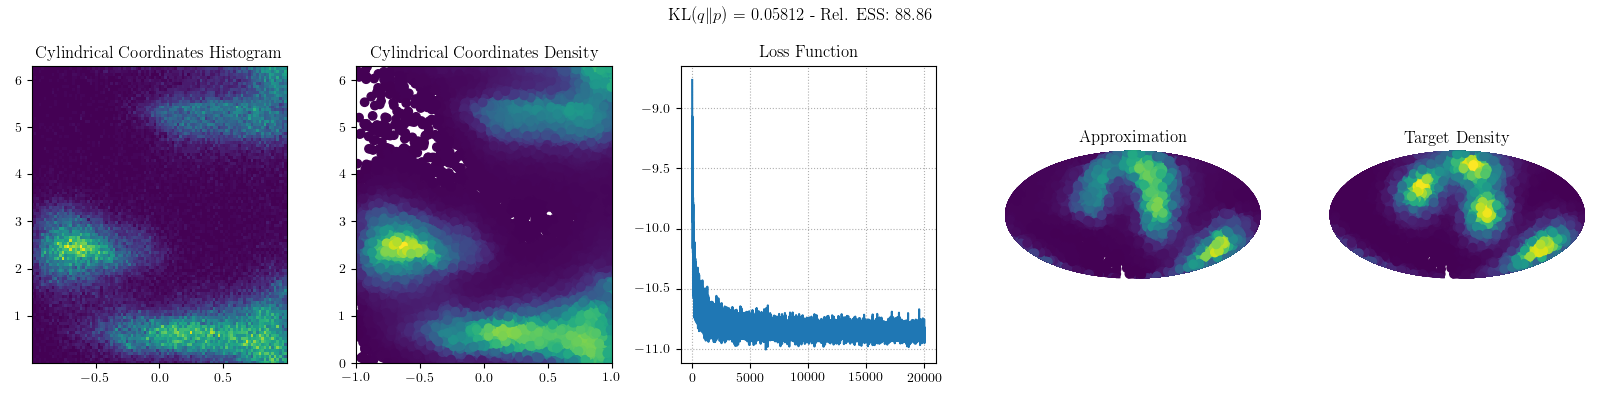 KL(q‖p) = 0.05812 - Rel. ESS: 88.86
Cylindrical Coordinates Histogram
6
5
4
3
2
1
−0.5 0.0 0.5
Cylindrical Coordinates Density
6
5
4
3
2
1
0
−1.0 −0.5 0.0 0.5 1.0
Loss Function
−9.0
−9.5
−10.0
−10.5
−11.0
0 5000 10000 15000 20000
Approximation
Target Density